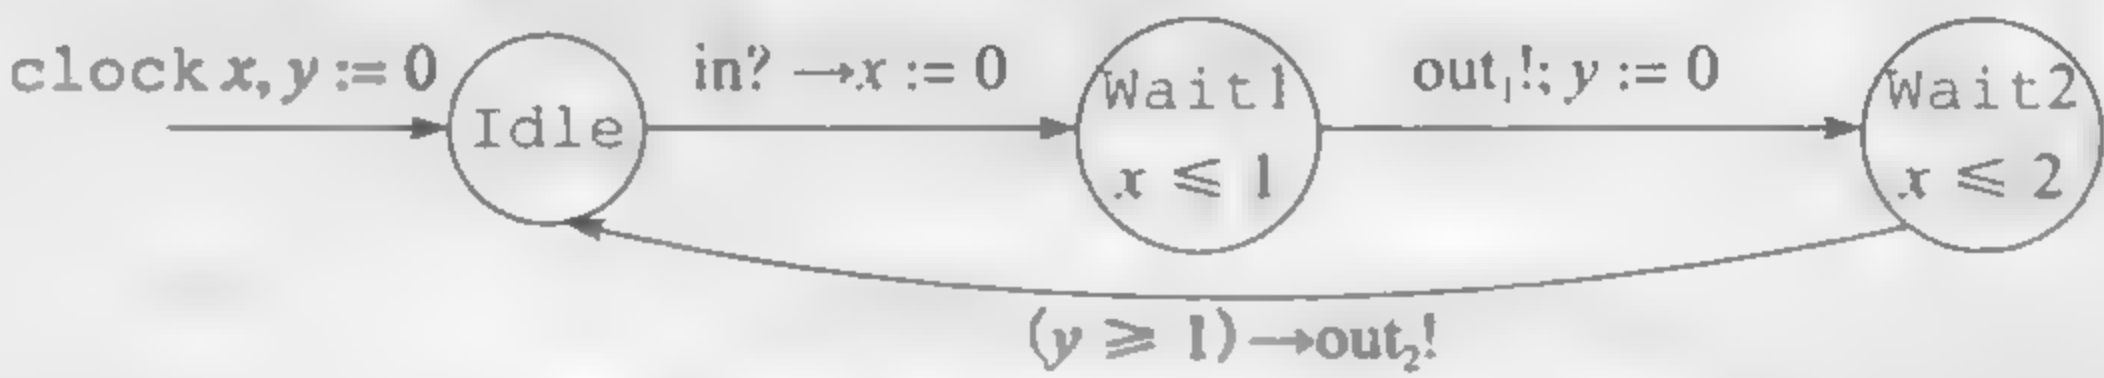 clock x, y := 0
in? → x := 0
out₁!; y := 0
Idle
Wait1
x ⩽ 1
Wait2
x ⩽ 2
(y ⩾ 1) → out₂!